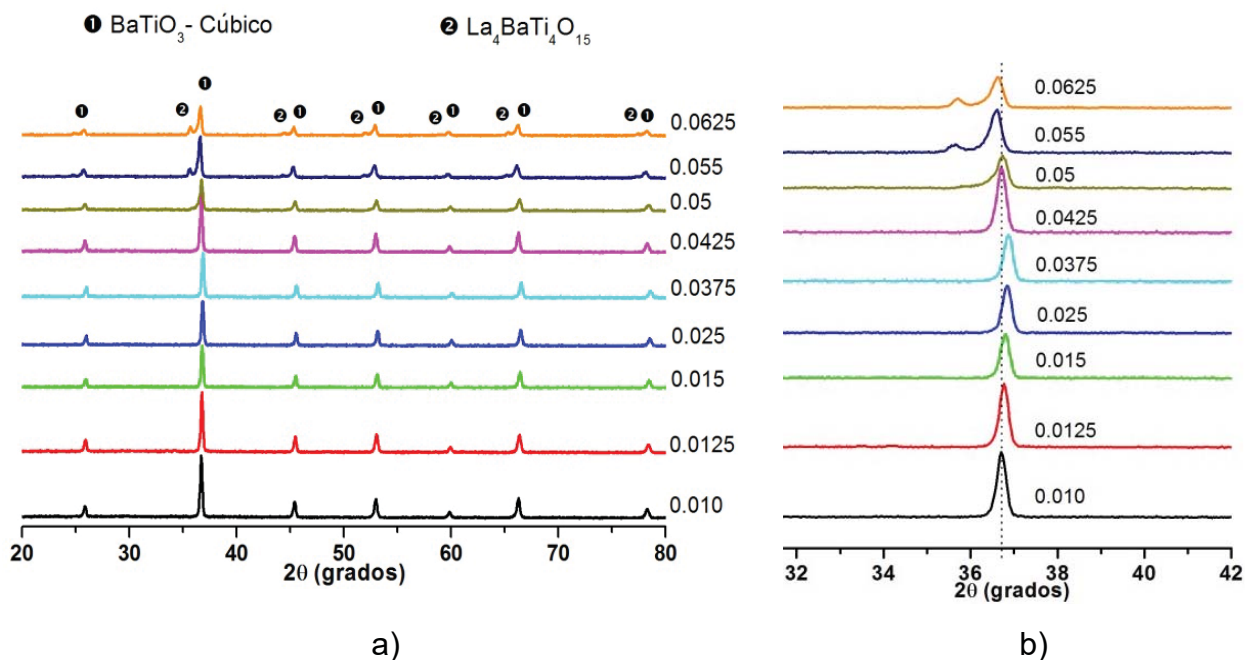 ❶ BaTiO₃- Cúbico ❷ La₄BaTi₄O₁₅
❶ ❷ ❶ ❷ ❶ ❷ ❶ ❷ ❶ ❷ ❶ ❷ ❶
0.0625
0.055
0.05
0.0425
0.0375
0.025
0.015
0.0125
0.010
20 30 40 50 60 70 80
2θ (grados)
a)
0.0625
0.055
0.05
0.0425
0.0375
0.025
0.015
0.0125
0.010
32 34 36 38 40 42
2θ (grados)
b)